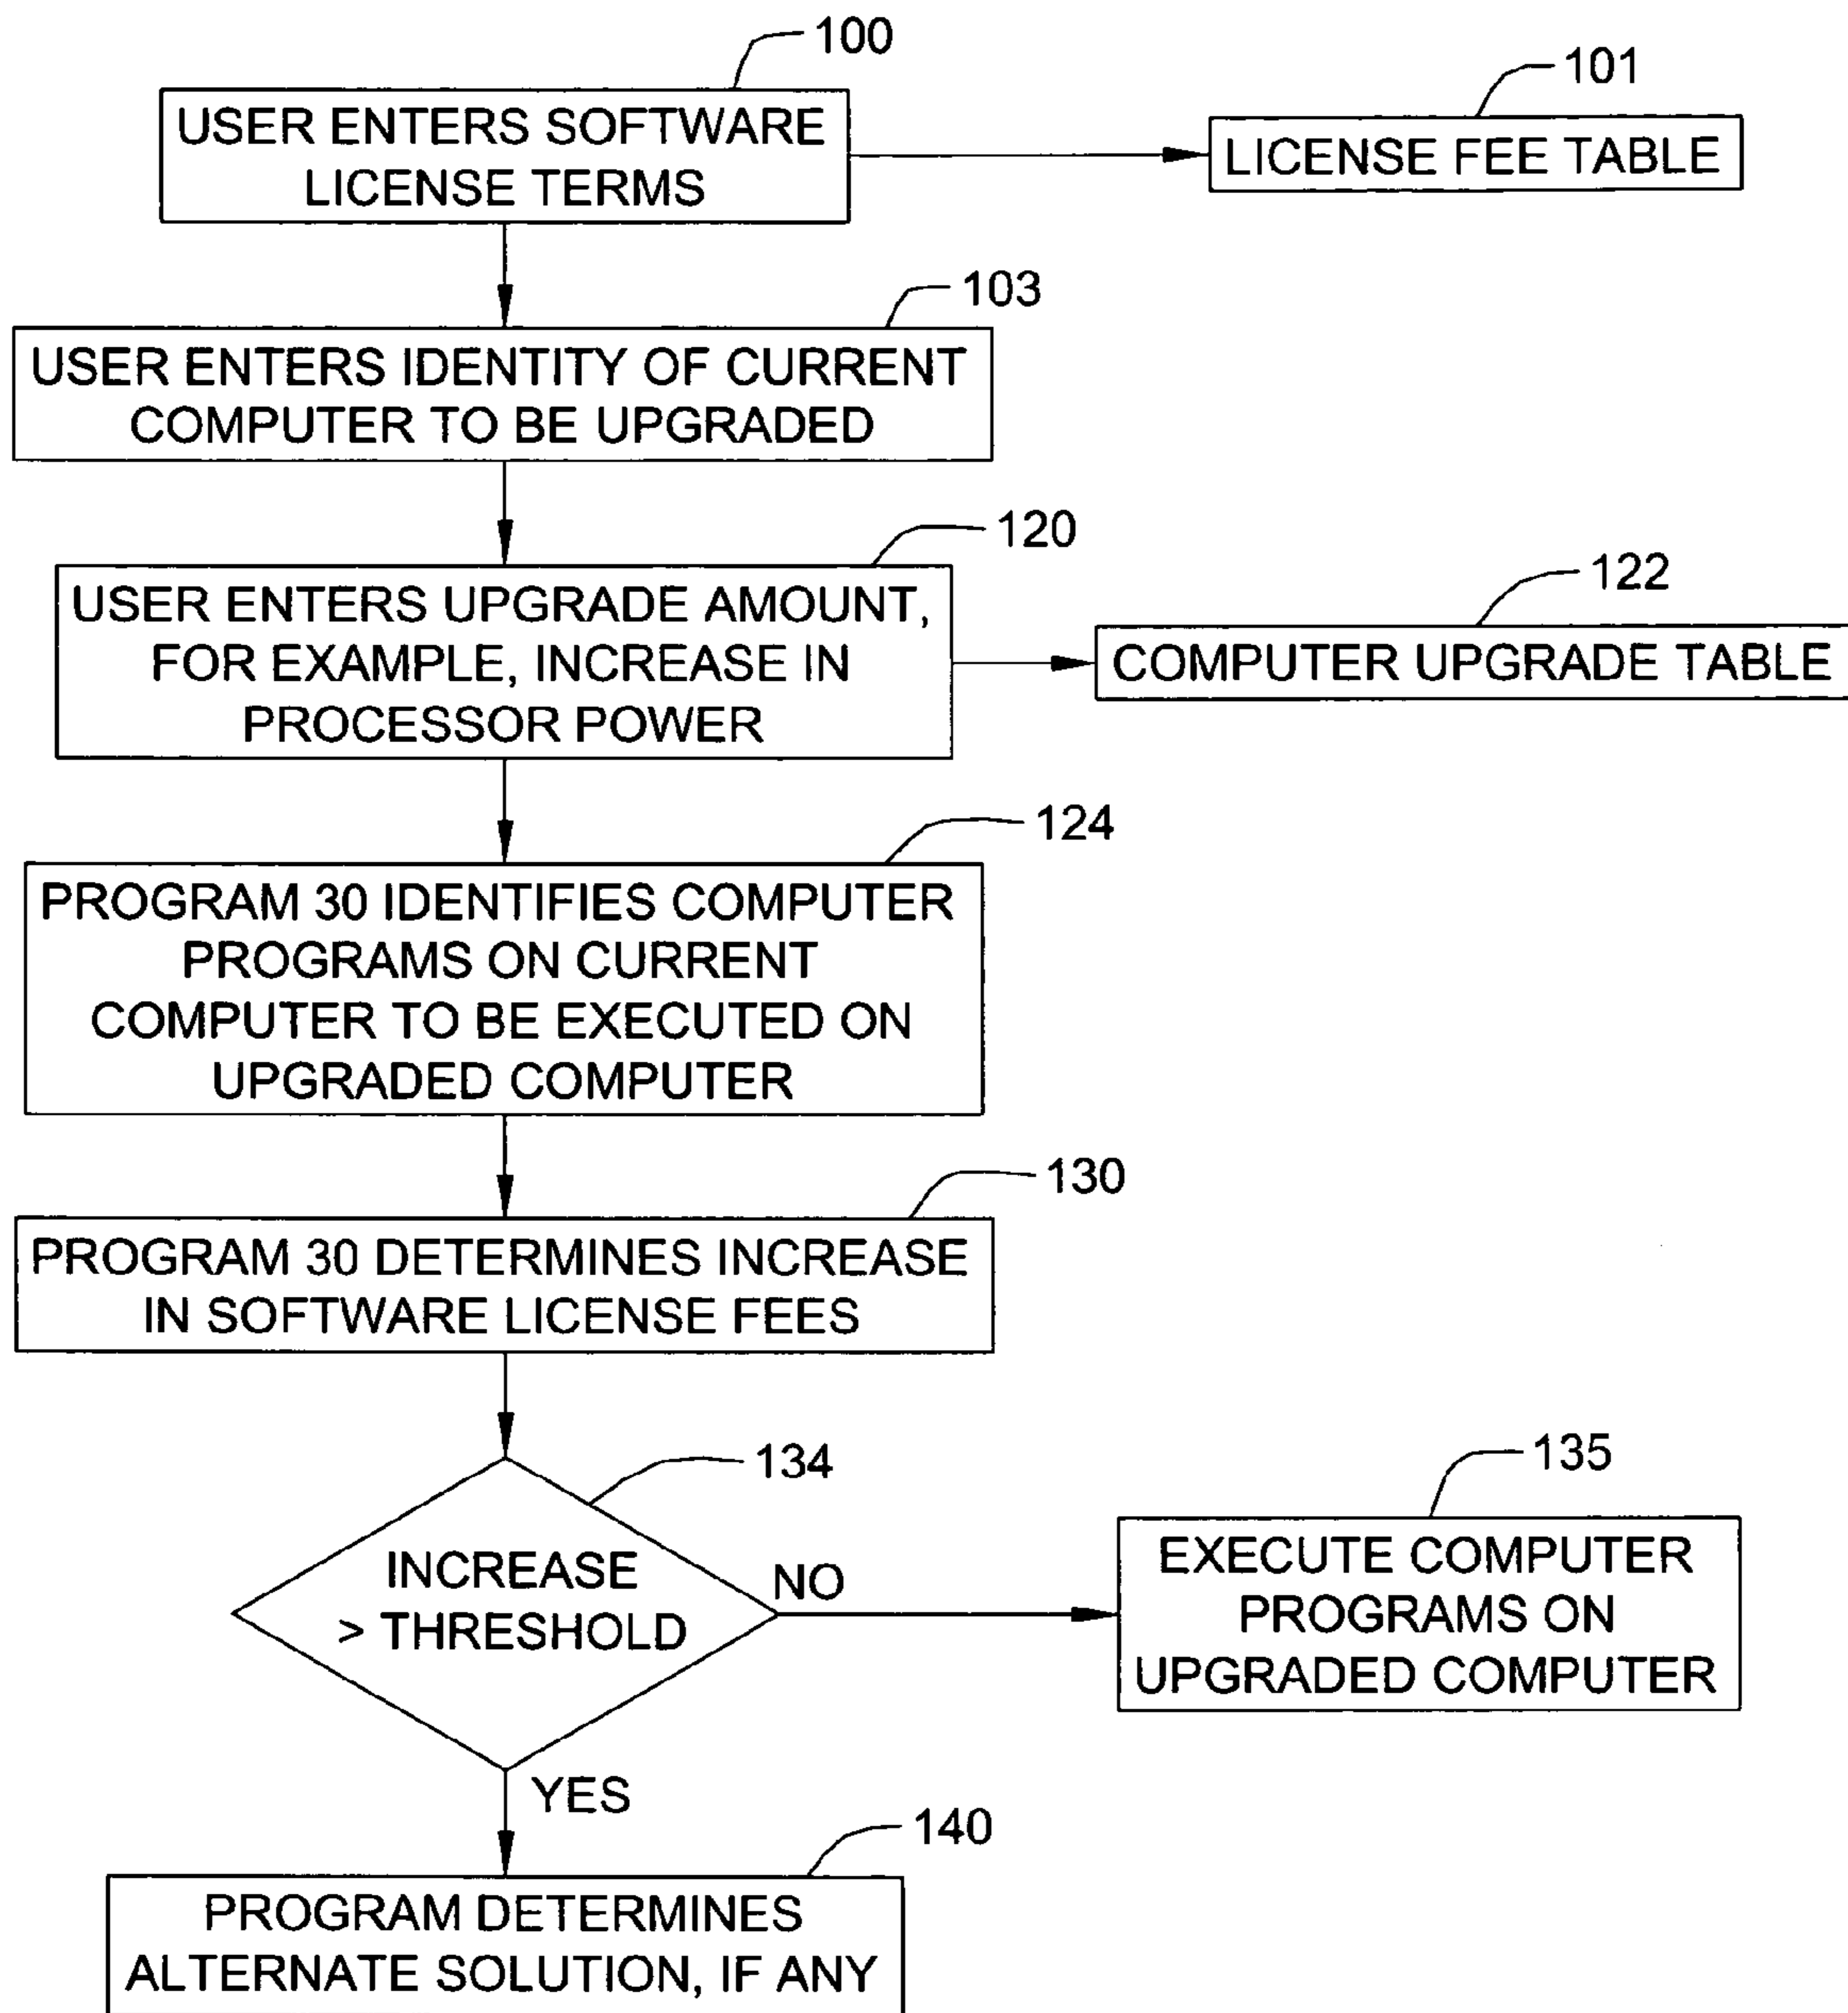 100
USER ENTERS SOFTWARE
LICENSE TERMS
101
LICENSE FEE TABLE
103
USER ENTERS IDENTITY OF CURRENT
COMPUTER TO BE UPGRADED
120
USER ENTERS UPGRADE AMOUNT,
FOR EXAMPLE, INCREASE IN
PROCESSOR POWER
122
COMPUTER UPGRADE TABLE
124
PROGRAM 30 IDENTIFIES COMPUTER
PROGRAMS ON CURRENT
COMPUTER TO BE EXECUTED ON
UPGRADED COMPUTER
130
PROGRAM 30 DETERMINES INCREASE
IN SOFTWARE LICENSE FEES
134
INCREASE
> THRESHOLD
NO
135
EXECUTE COMPUTER
PROGRAMS ON
UPGRADED COMPUTER
YES
140
PROGRAM DETERMINES
ALTERNATE SOLUTION, IF ANY